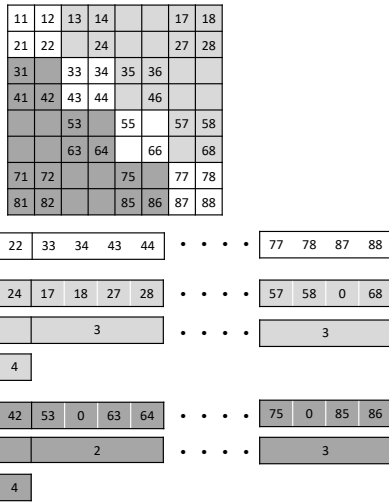 11 12 13 14 17 18
21 22 24 27 28
31 33 34 35 36
41 42 43 44 46
53 55 57 58
63 64 66 68
71 72 75 77 78
81 82 85 86 87 88
22 33 34 43 44 • • • • 77 78 87 88
24 17 18 27 28 • • • • 57 58 0 68
3 • • • • 3
4
42 53 0 63 64 • • • • 75 0 85 86
2 • • • • 3
4